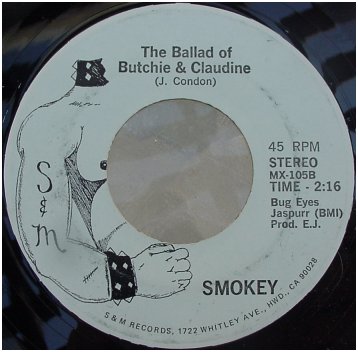 The Ballad of
Butchie & Claudine
(J. Condon)
45 RPM
STEREO
MX-105B
TIME - 2:16
Bug Eyes
Jaspurr (BMI)
Prod. E.J.
S
&
M
SMOKEY
S & M RECORDS, 1722 WHITLEY AVE., HWD., CA 90028